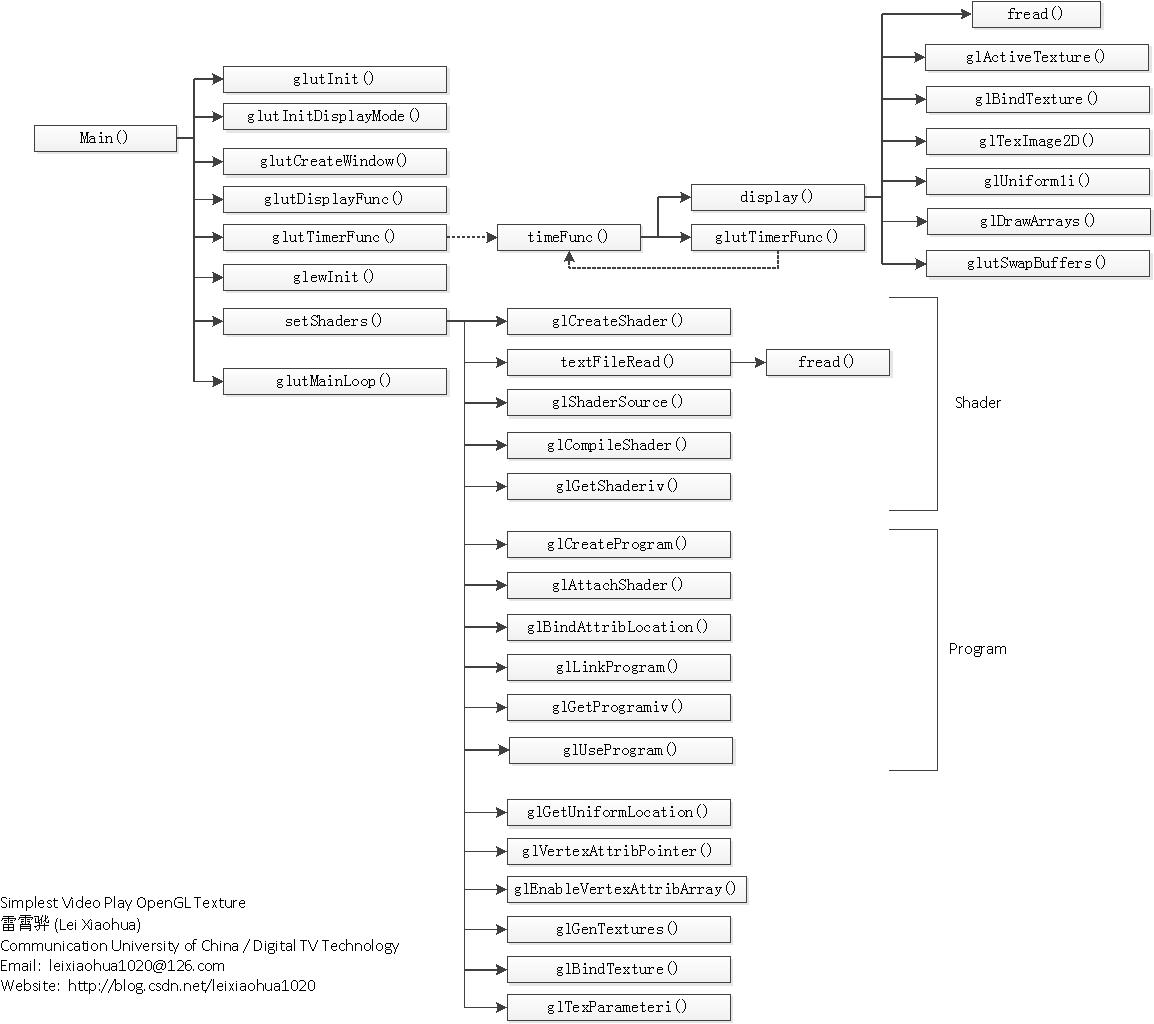 Main()
glutInit()
glutInitDisplayMode()
glutCreateWindow()
glutDisplayFunc()
glutTimerFunc()
glewInit()
setShaders()
glutMainLoop()
timeFunc()
display()
glutTimerFunc()
fread()
glActiveTexture()
glBindTexture()
glTexImage2D()
glUniform1i()
glDrawArrays()
glutSwapBuffers()
glCreateShader()
textFileRead()
fread()
glShaderSource()
glCompileShader()
glGetShaderiv()
Shader
glCreateProgram()
glAttachShader()
glBindAttribLocation()
glLinkProgram()
glGetProgramiv()
glUseProgram()
Program
glGetUniformLocation()
glVertexAttribPointer()
glEnableVertexAttribArray()
glGenTextures()
glBindTexture()
glTexParameteri()
Simplest Video Play OpenGL Texture
雷霄骅 (Lei Xiaohua)
Communication University of China / Digital TV Technology
Email: leixiaohua1020@126.com
Website: http://blog.csdn.net/leixiaohua1020